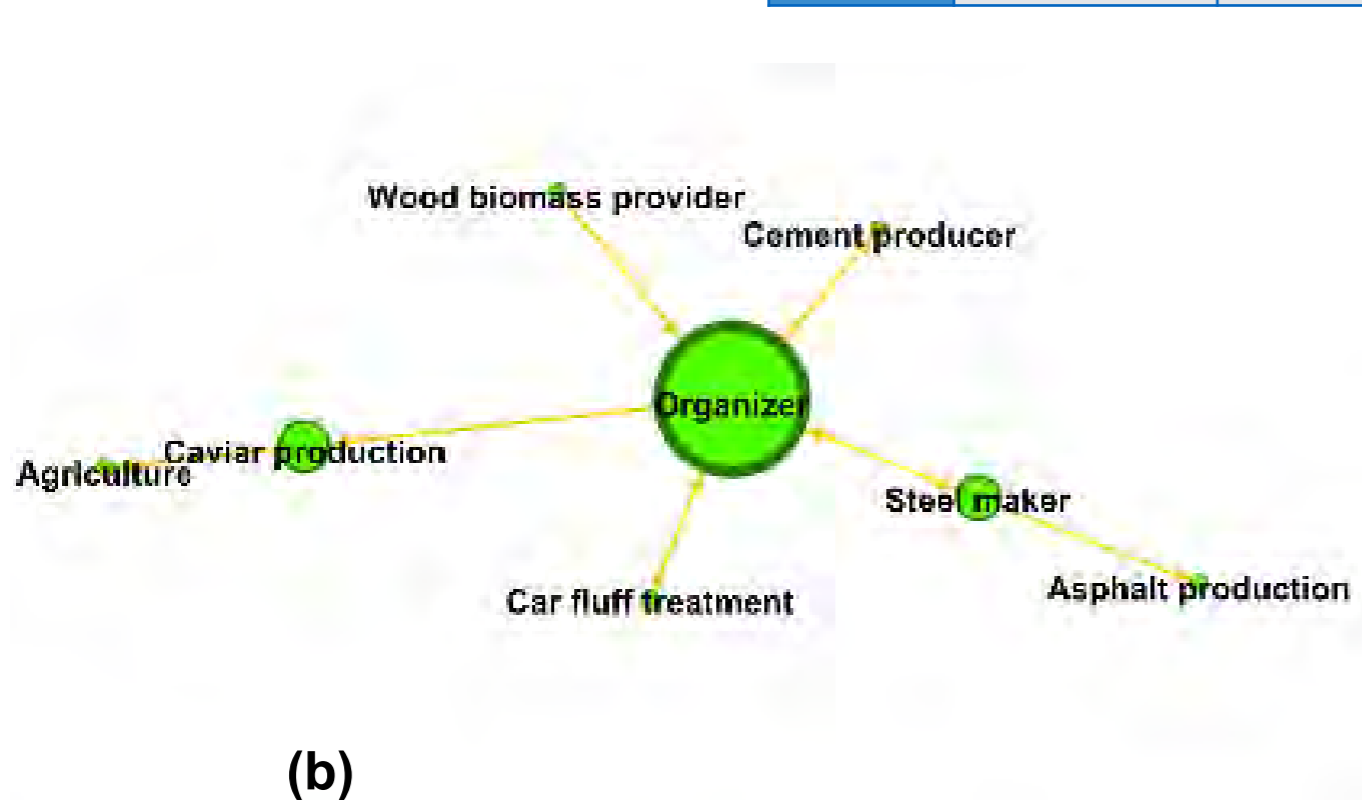 Wood biomass provider
Cement producer
Organizer
Caviar production
Agriculture
Steel maker
Asphalt production
Car fluff treatment
(b)